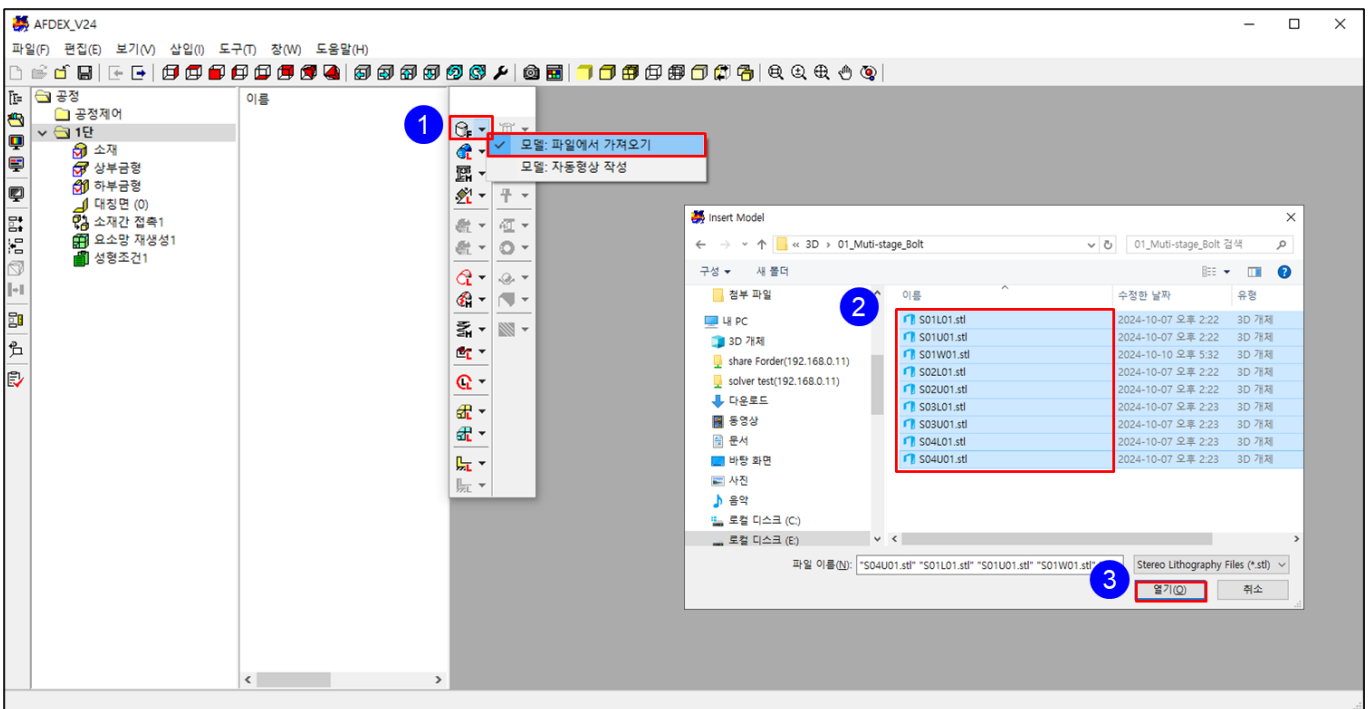 AFDEX_V24
파일(F) 편집(E) 보기(V) 삽입(I) 도구(T) 창(W) 도움말(H)
공정
공정제어
1단
소재
상부금형
하부금형
대칭면 (0)
소재간 접촉1
요소망 재생성1
성형조건1
이름
1
모델: 파일에서 가져오기
모델: 자동형상 작성
Insert Model
« 3D › 01_Muti-stage_Bolt
01_Muti-stage_Bolt 검색
구성 새 폴더
첨부 파일
내 PC
3D 개체
share Forder(192.168.0.11)
solver test(192.168.0.11)
다운로드
동영상
문서
바탕 화면
사진
음악
로컬 디스크 (C:)
로컬 디스크 (E:)
2
이름 수정한 날짜 유형
S01L01.stl 2024-10-07 오후 2:22 3D 개체
S01U01.stl 2024-10-07 오후 2:22 3D 개체
S01W01.stl 2024-10-10 오후 5:32 3D 개체
S02L01.stl 2024-10-07 오후 2:22 3D 개체
S02U01.stl 2024-10-07 오후 2:22 3D 개체
S03L01.stl 2024-10-07 오후 2:23 3D 개체
S03U01.stl 2024-10-07 오후 2:23 3D 개체
S04L01.stl 2024-10-07 오후 2:23 3D 개체
S04U01.stl 2024-10-07 오후 2:23 3D 개체
파일 이름(N): "S04U01.stl" "S01L01.stl" "S01U01.stl" "S01W01.stl" Stereo Lithography Files (*.stl)
3
열기(O) 취소